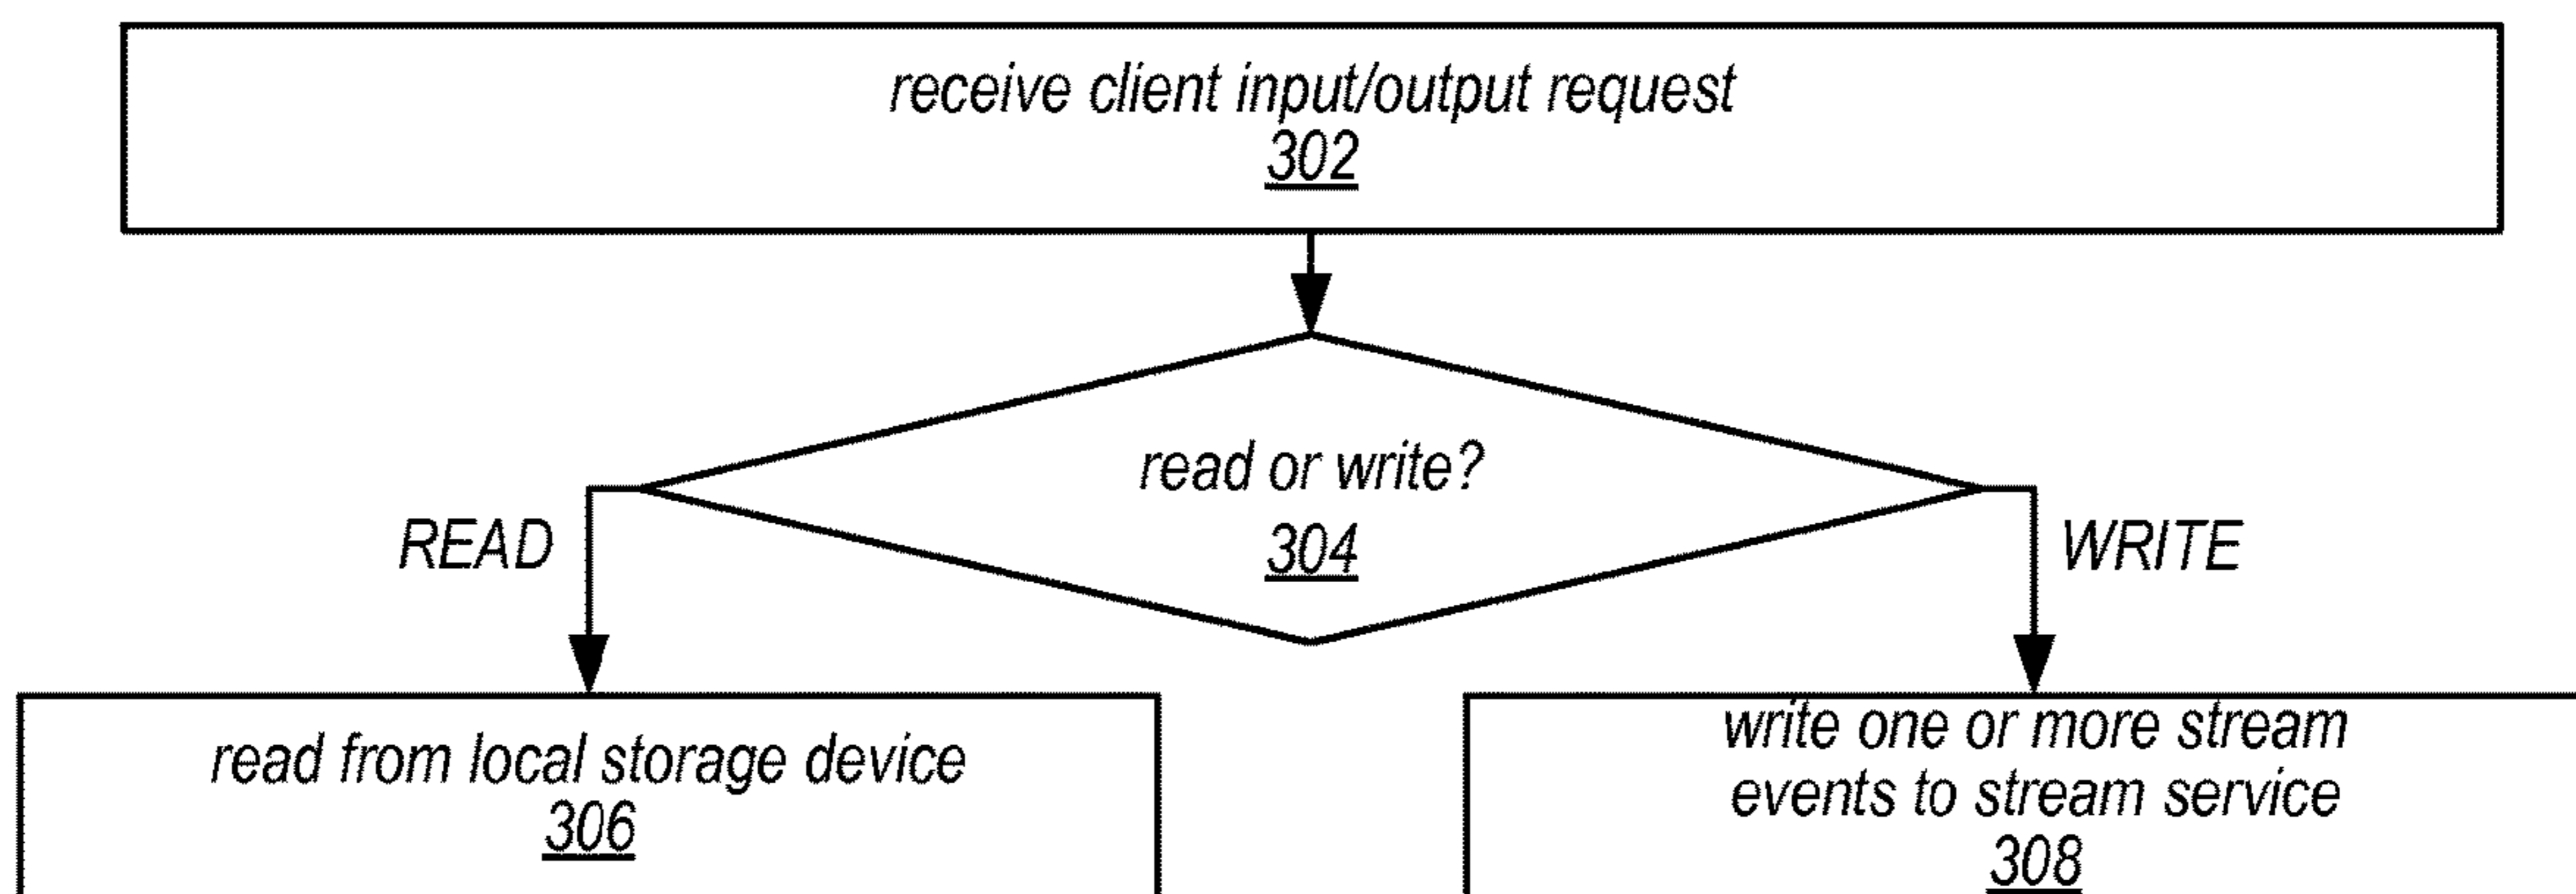 receive client input/output request
302
read or write?
304
READ
WRITE
read from local storage device
306
write one or more stream
events to stream service
308